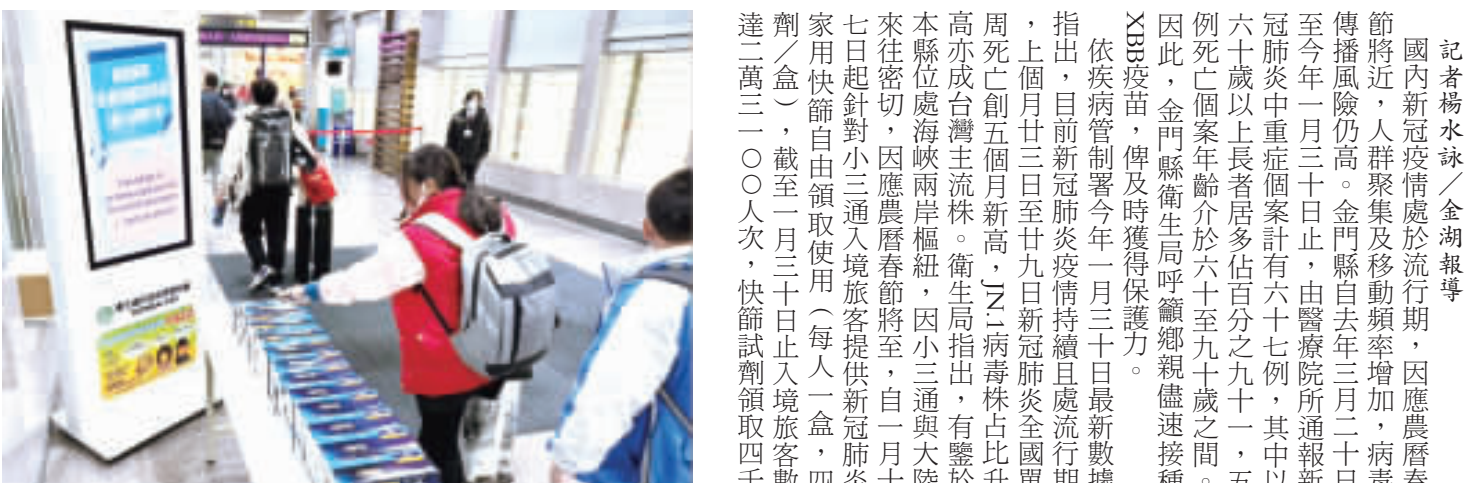 記者楊水詠／金湖報導
國內新冠疫情處於流行期，因應農曆春
節將近，人群聚集及移動頻率增加，病毒
傳播風險仍高。金門縣自去年三月二十日
至今年一月三十日止，由醫療院所通報新
冠肺炎中重症個案計有六十七例，其中以
六十歲以上長者居多佔百分之九十一，五
例死亡個案年齡介於六十至九十歲之間。
因此，金門縣衛生局呼籲鄉親儘速接種
XBB疫苗，俾及時獲得保護力。
依疾病管制署今年一月三十日最新數據
指出，目前新冠肺炎疫情持續且處流行期
，上個月廿三日至廿九日新冠肺炎全國單
周死亡創五個月新高，JN.1病毒株占比升
高亦成台灣主流株。衛生局指出，有鑒於
本縣位處海峽兩岸樞紐，因小三通與大陸
來往密切，因應農曆春節將至，自一月十
七日起針對小三通入境旅客提供新冠肺炎
家用快篩自由領取使用（每人一盒，四
劑／盒），截至一月三十日止入境旅客數
達二萬三一○○人次，快篩試劑領取四千